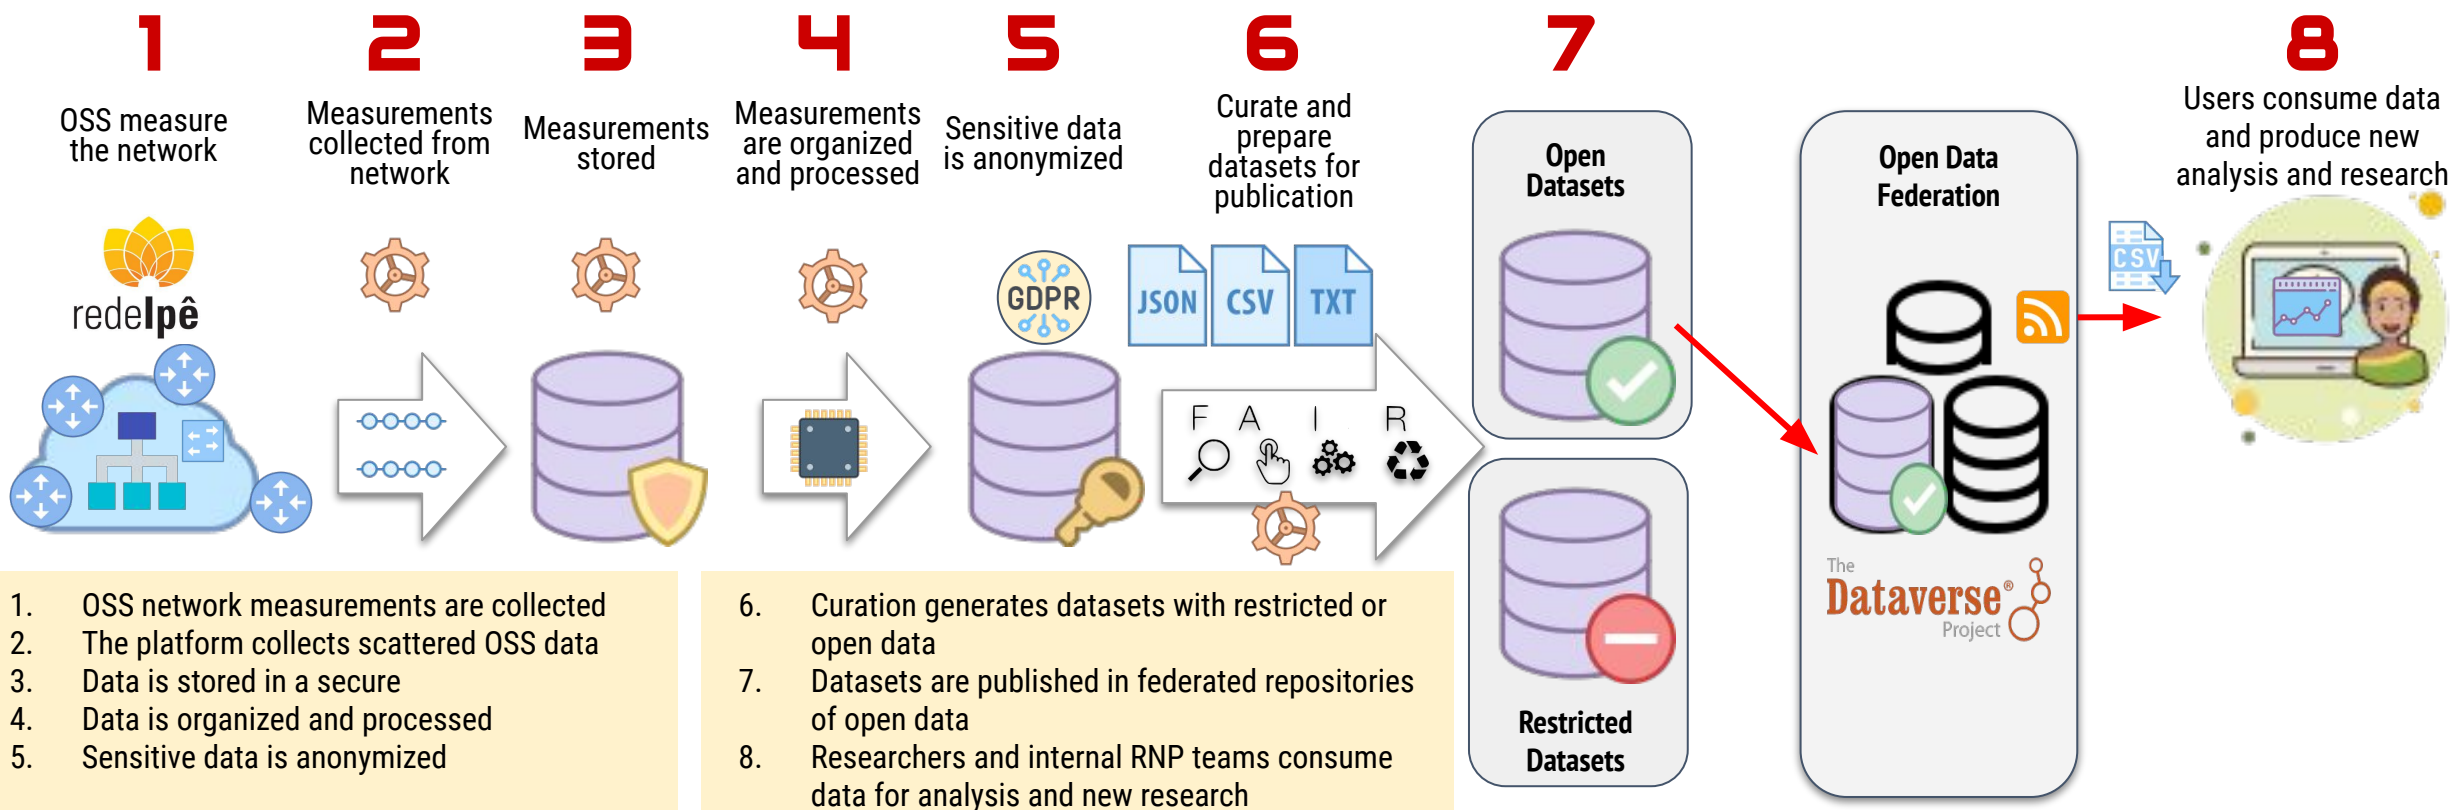 1
2
3
4
5
6
7
8
OSS measure
the network
Measurements
collected from
network
Measurements
stored
Measurements
are organized
and processed
Sensitive data
is anonymized
Curate and
prepare
datasets for
publication
Open
Datasets
Open Data
Federation
Users consume data
and produce new
analysis and research
redeIpê
GDPR
JSON
CSV
TXT
F A I R
CSV
The
Dataverse®
Project
Restricted
Datasets
1. OSS network measurements are collected
2. The platform collects scattered OSS data
3. Data is stored in a secure
4. Data is organized and processed
5. Sensitive data is anonymized
6. Curation generates datasets with restricted or
open data
7. Datasets are published in federated repositories
of open data
8. Researchers and internal RNP teams consume
data for analysis and new research